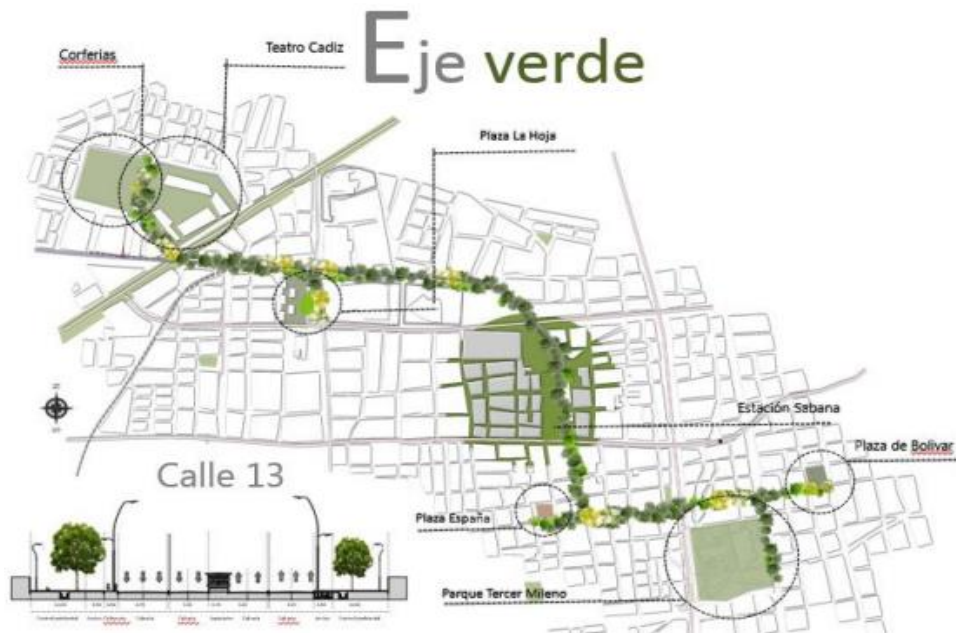 Eje verde
Corferias
Teatro Cadiz
Plaza La Hoja
Estación Sabana
Plaza de Bolivar
Calle 13
Plaza España
Parque Tercer Mileno